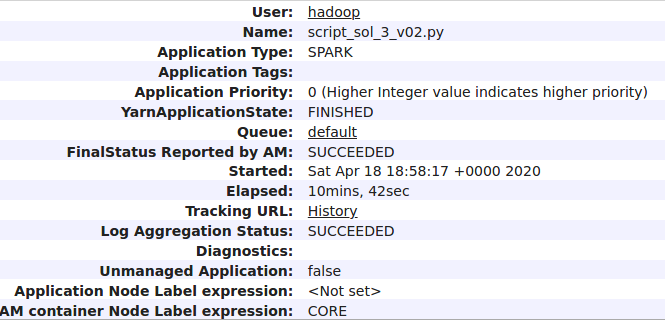 User: hadoop
Name: script_sol_3_v02.py
Application Type: SPARK
Application Tags:
Application Priority: 0 (Higher Integer value indicates higher priority)
YarnApplicationState: FINISHED
Queue: default
FinalStatus Reported by AM: SUCCEEDED
Started: Sat Apr 18 18:58:17 +0000 2020
Elapsed: 10mins, 42sec
Tracking URL: History
Log Aggregation Status: SUCCEEDED
Diagnostics:
Unmanaged Application: false
Application Node Label expression: <Not set>
AM container Node Label expression: CORE